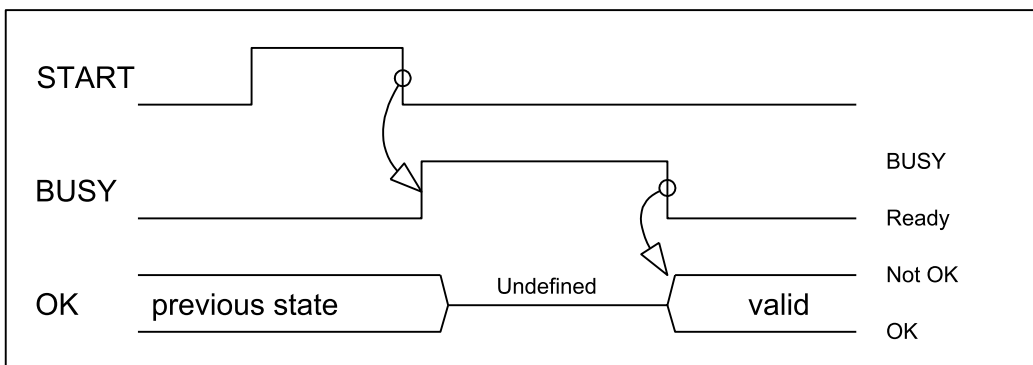 START
BUSY
BUSY
Ready
Not OK
Undefined
OK
previous state
valid
OK